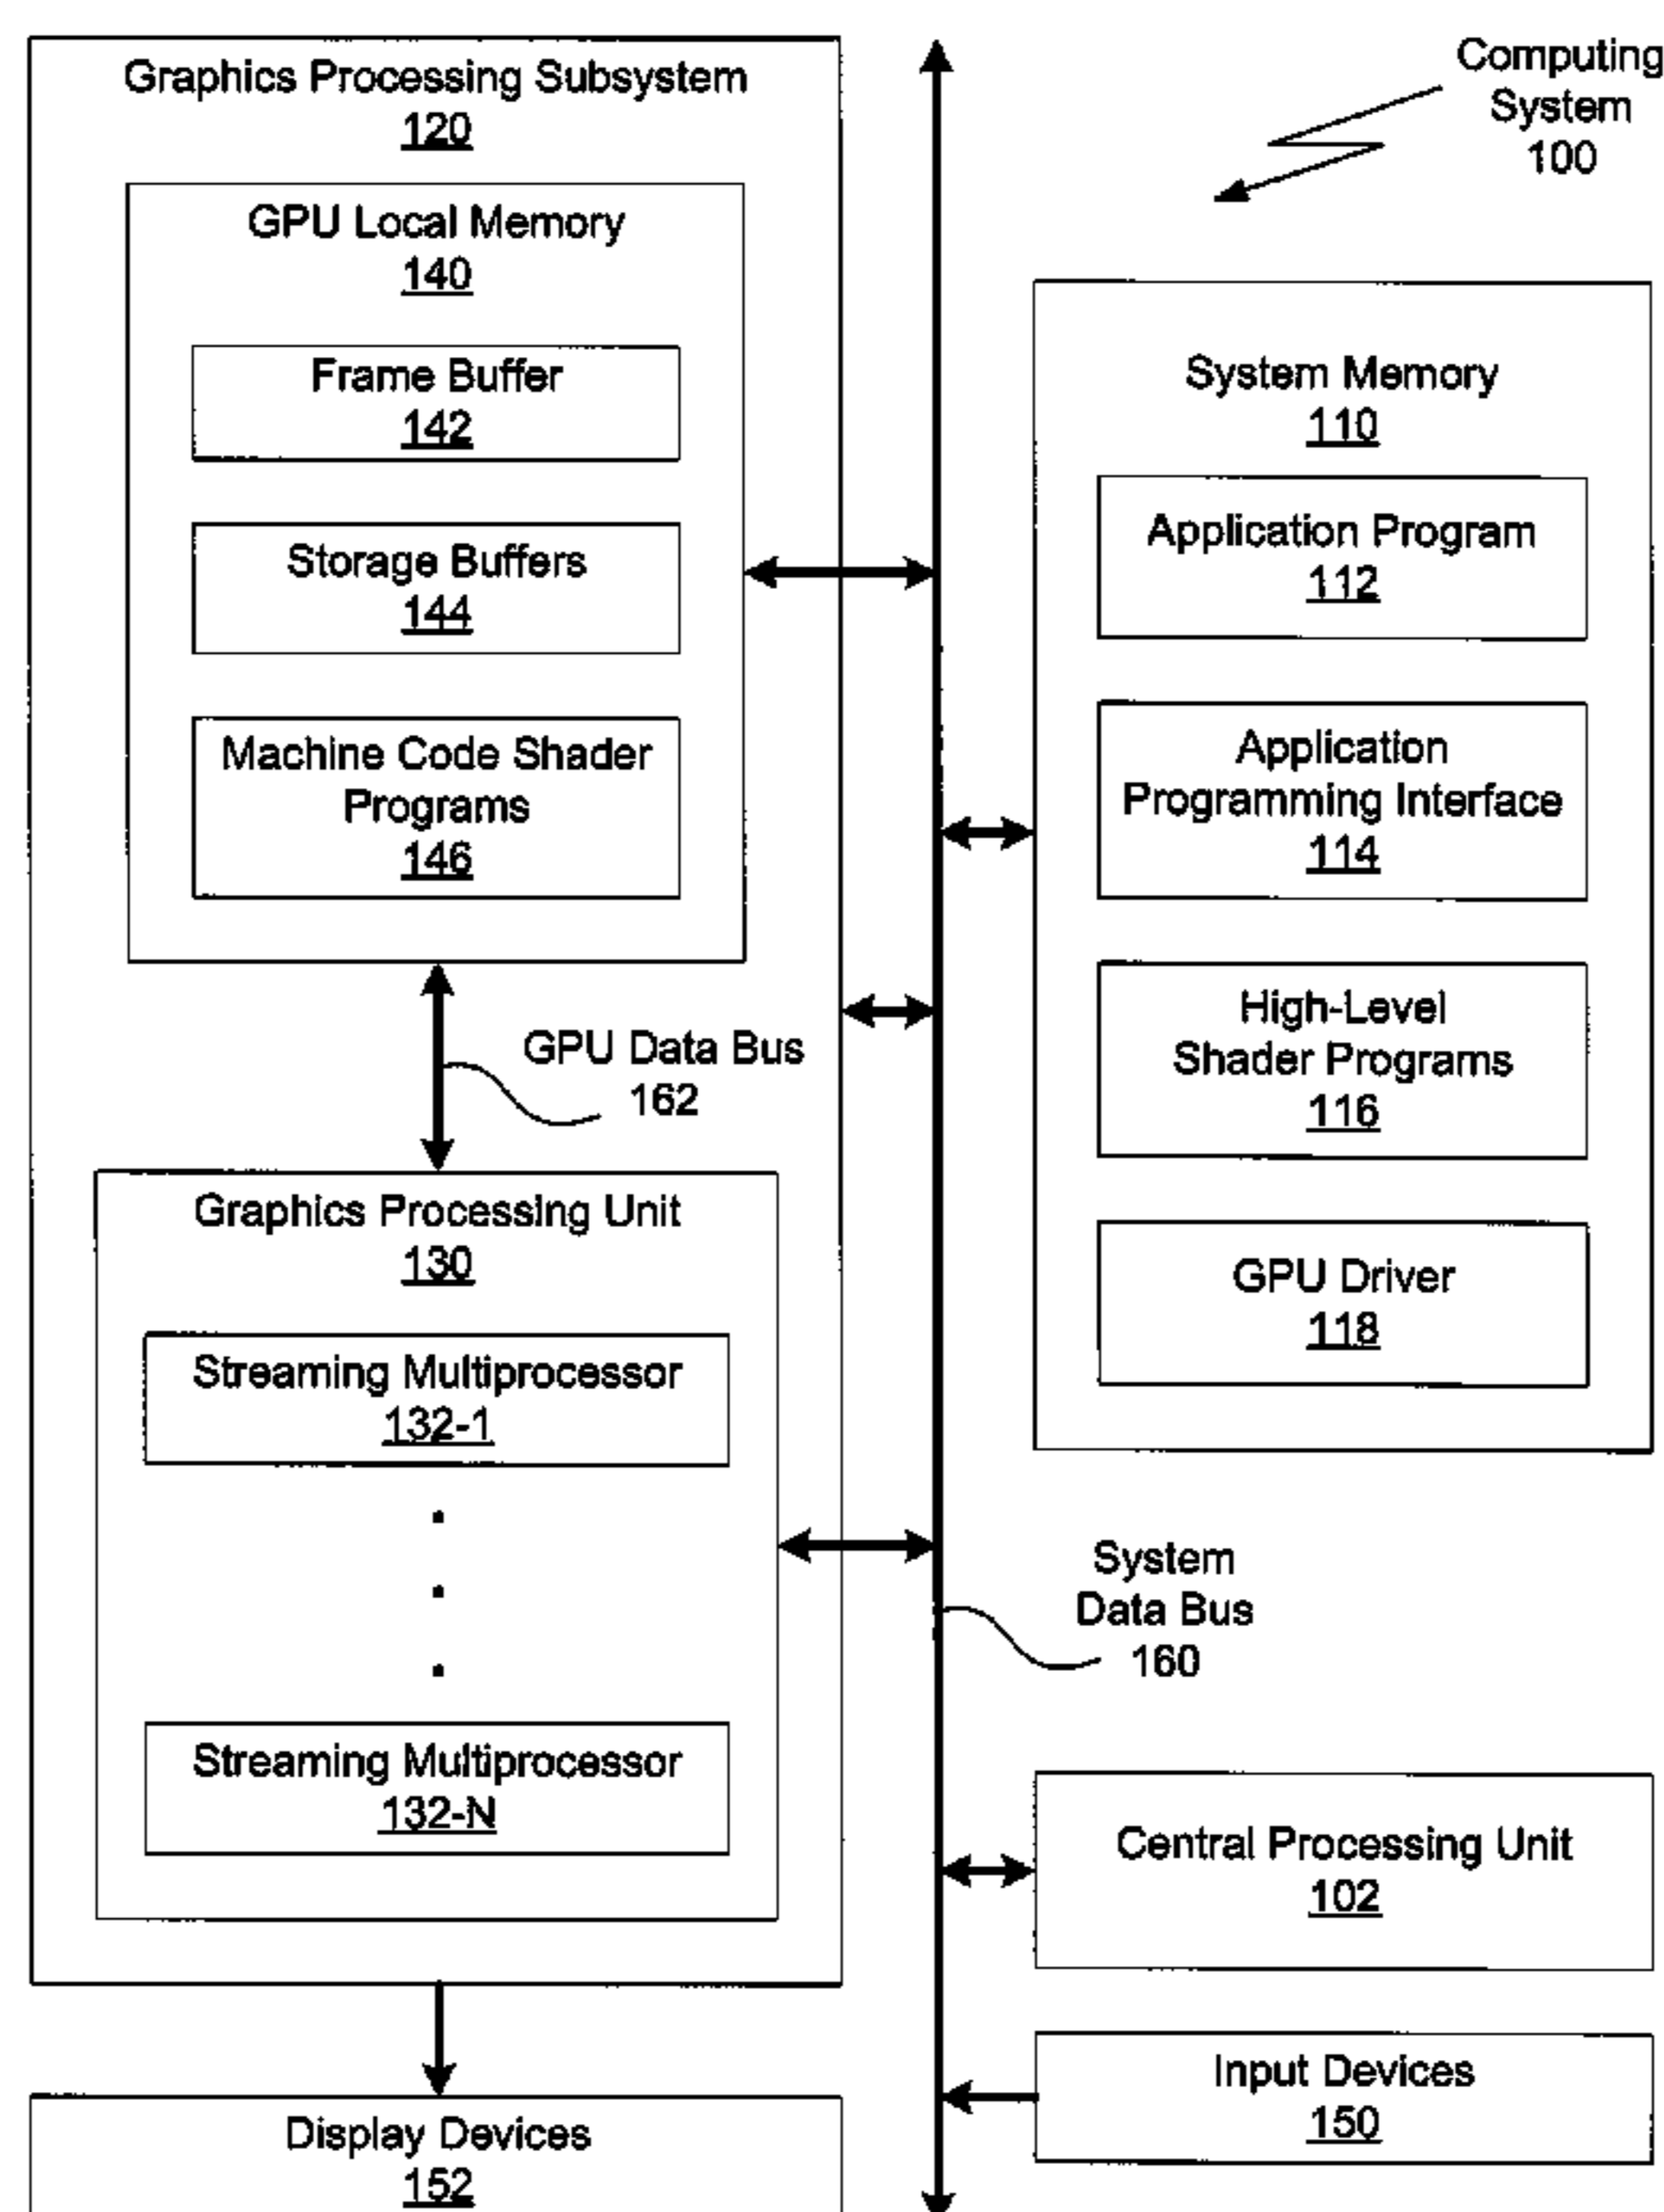 Graphics Processing Subsystem
120
GPU Local Memory
140
Frame Buffer
142
Storage Buffers
144
Machine Code Shader
Programs
146
GPU Data Bus
162
Graphics Processing Unit
130
Streaming Multiprocessor
132-1
Streaming Multiprocessor
132-N
Display Devices
152
Computing
System
100
System Memory
110
Application Program
112
Application
Programming Interface
114
High-Level
Shader Programs
116
GPU Driver
118
System
Data Bus
160
Central Processing Unit
102
Input Devices
150